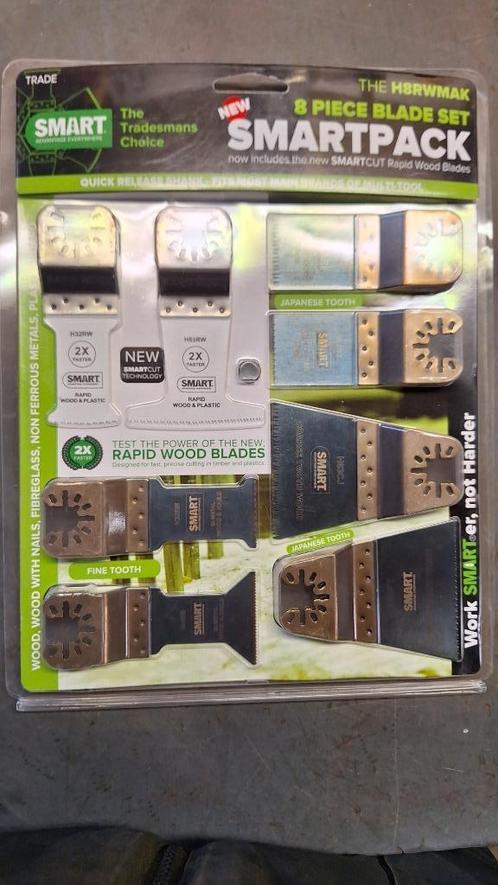 TRADE
SMART
ADVANTAGE EVERYWHERE
The
Tradesmans
Choice
THE H8RWMAK
8 PIECE BLADE SET
NEW
SMARTPACK
now includes the new SMARTCUT Rapid Wood Blades
QUICK RELEASE SHANK - FITS MOST MAIN BRANDS OF MULTI-TOOL
H32RW
2X
FASTER
SMART
RAPID
WOOD & PLASTIC
H63RW
2X
FASTER
SMART
RAPID
WOOD & PLASTIC
NEW
SMARTCUT
TECHNOLOGY
JAPANESE TOOTH
SMART
2X
FASTER
TEST THE POWER OF THE NEW:
RAPID WOOD BLADES
Designed for fast, precise cutting in timber and plastics
SMART
JAPANESE TOOTH
SMART
FINE TOOTH
SMART
SMART
WOOD, WOOD WITH NAILS, FIBREGLASS, NON FERROUS METALS,
Work SMARTer, not Harder